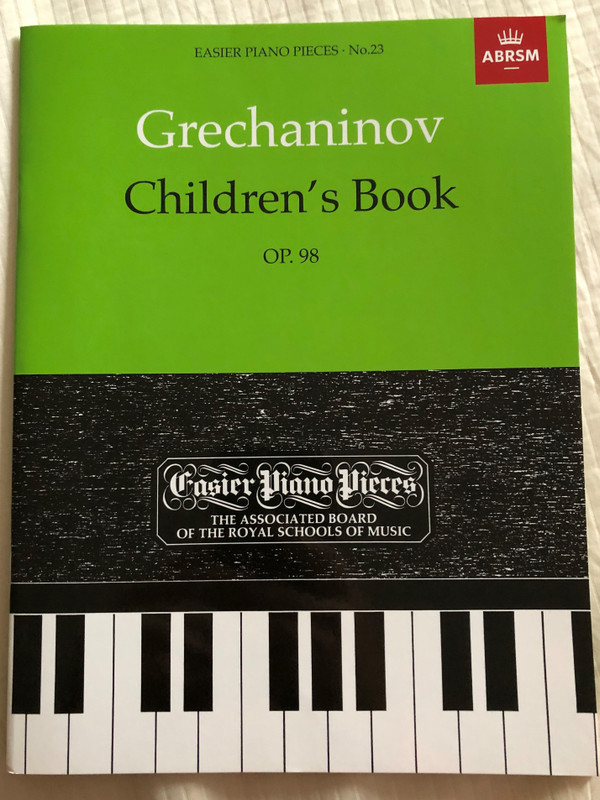 EASIER PIANO PIECES · No.23
ABRSM
Grechaninov
Children’s Book
OP. 98
Easier Piano Pieces
THE ASSOCIATED BOARD
OF THE ROYAL SCHOOLS OF MUSIC